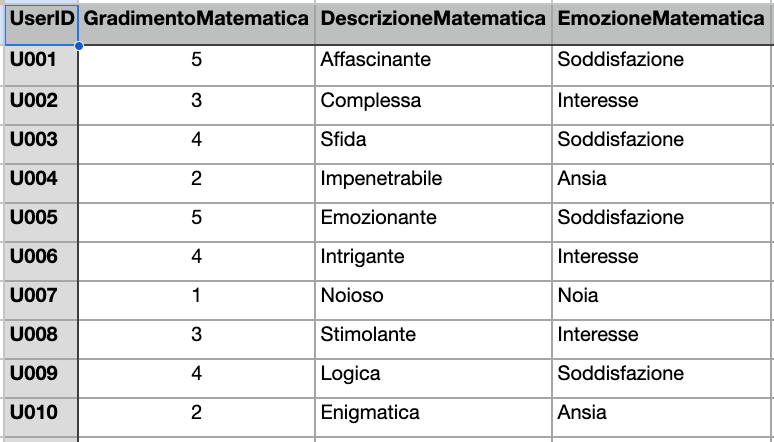 UserID GradimentoMatematica DescrizioneMatematica EmozioneMatematica
U001 5 Affascinante Soddisfazione
U002 3 Complessa Interesse
U003 4 Sfida Soddisfazione
U004 2 Impenetrabile Ansia
U005 5 Emozionante Soddisfazione
U006 4 Intrigante Interesse
U007 1 Noioso Noia
U008 3 Stimolante Interesse
U009 4 Logica Soddisfazione
U010 2 Enigmatica Ansia